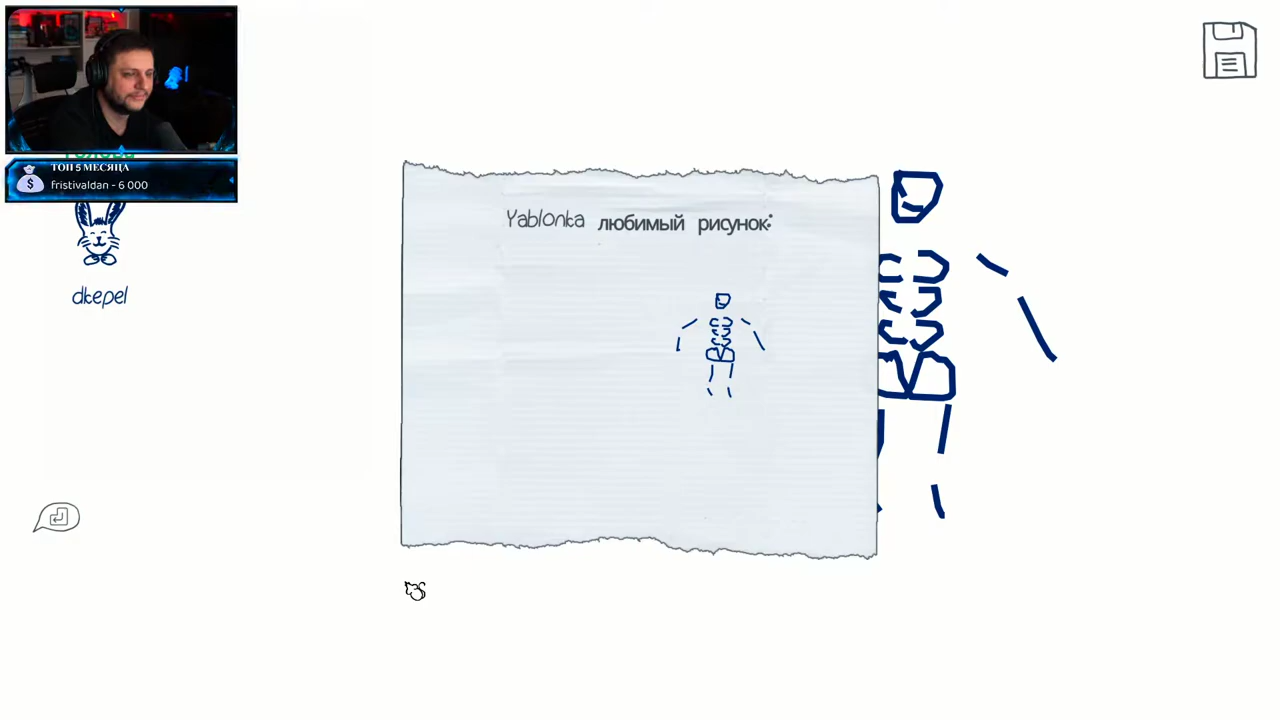 ТОП 5 МЕСЯЦА
fristivaldan - 6 000
dkepel
Yablonka любимый рисунок: